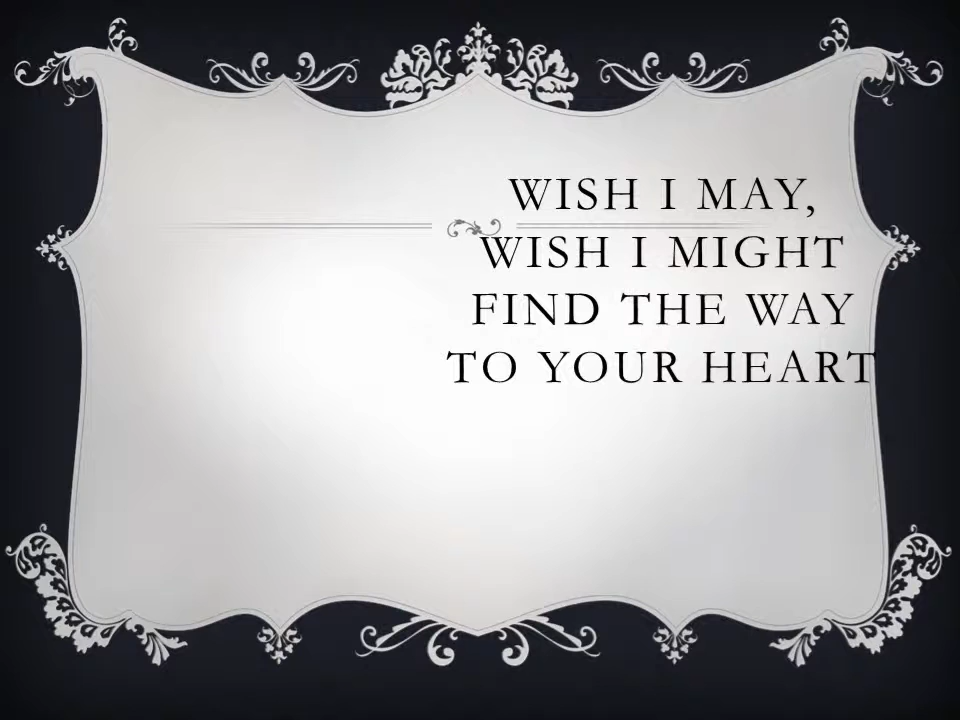 WISH I MAY,
WISH I MIGHT
FIND THE WAY
TO YOUR HEART